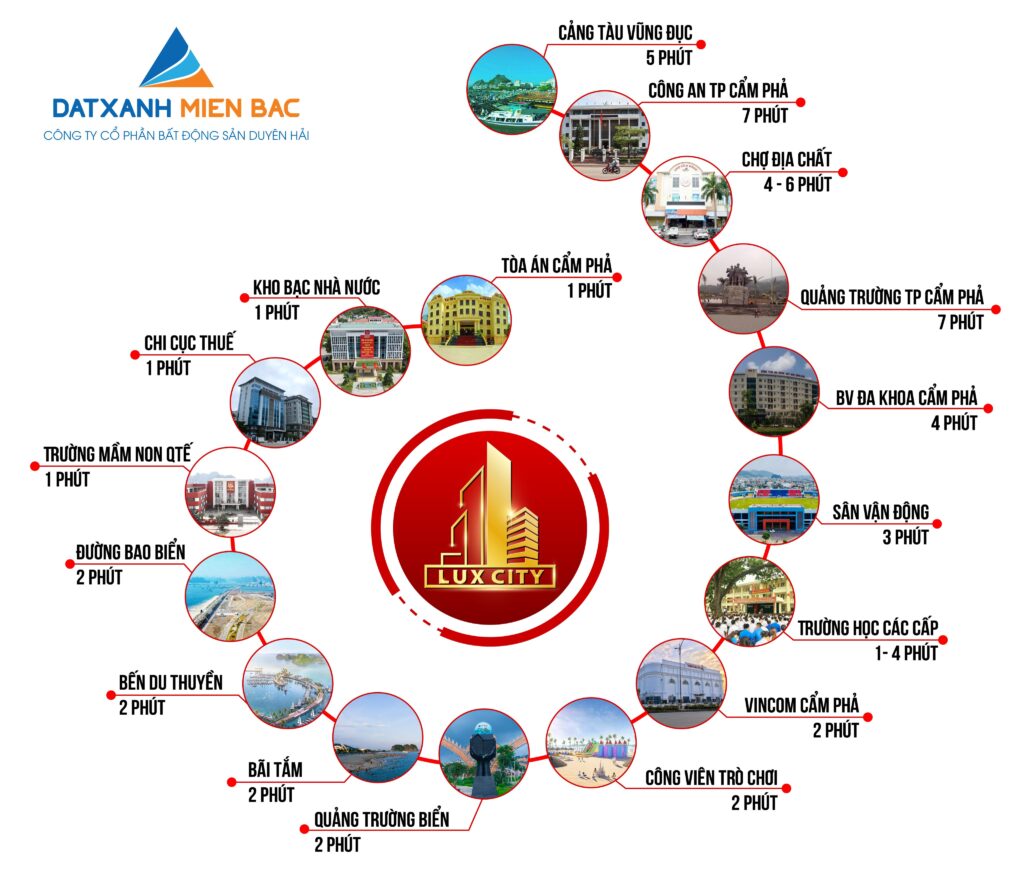 DATXANH MIEN BAC
CÔNG TY CỔ PHẦN BẤT ĐỘNG SẢN DUYÊN HẢI
CẢNG TÀU VŨNG ĐỤC
5 PHÚT
CÔNG AN TP CẨM PHẢ
7 PHÚT
CHỢ ĐỊA CHẤT
4 - 6 PHÚT
QUẢNG TRƯỜNG TP CẨM PHẢ
7 PHÚT
BV ĐA KHOA CẨM PHẢ
4 PHÚT
SÂN VẬN ĐỘNG
3 PHÚT
TRƯỜNG HỌC CÁC CẤP
1- 4 PHÚT
VINCOM CẨM PHẢ
2 PHÚT
CÔNG VIÊN TRÒ CHƠI
2 PHÚT
QUẢNG TRƯỜNG BIỂN
2 PHÚT
BÃI TẮM
2 PHÚT
BẾN DU THUYỀN
2 PHÚT
ĐƯỜNG BAO BIỂN
2 PHÚT
TRƯỜNG MẦM NON QTẾ
1 PHÚT
CHI CỤC THUẾ
1 PHÚT
KHO BẠC NHÀ NƯỚC
1 PHÚT
TÒA ÁN CẨM PHẢ
1 PHÚT
LUX CITY